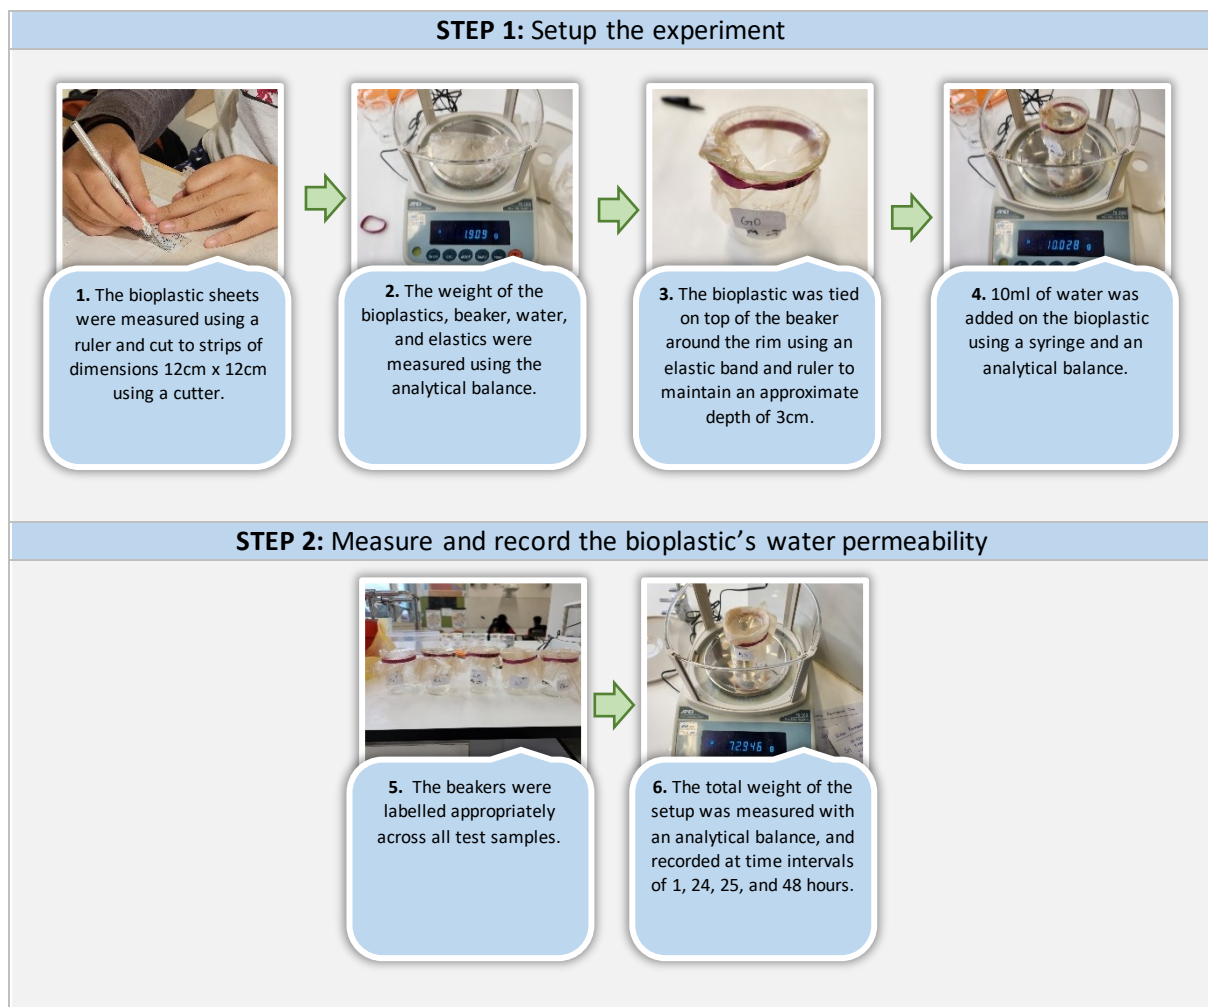 STEP 1: Setup the experiment
1.909 g
GO
10.028 g
1. The bioplastic sheets
were measured using a
ruler and cut to strips of
dimensions 12cm x 12cm
using a cutter.
2. The weight of the
bioplastics, beaker, water,
and elastics were
measured using the
analytical balance.
3. The bioplastic was tied
on top of the beaker
around the rim using an
elastic band and ruler to
maintain an approximate
depth of 3cm.
4. 10ml of water was
added on the bioplastic
using a syringe and an
analytical balance.
STEP 2: Measure and record the bioplastic’s water permeability
72.946 g
5. The beakers were
labelled appropriately
across all test samples.
6. The total weight of the
setup was measured with
an analytical balance, and
recorded at time intervals
of 1, 24, 25, and 48 hours.